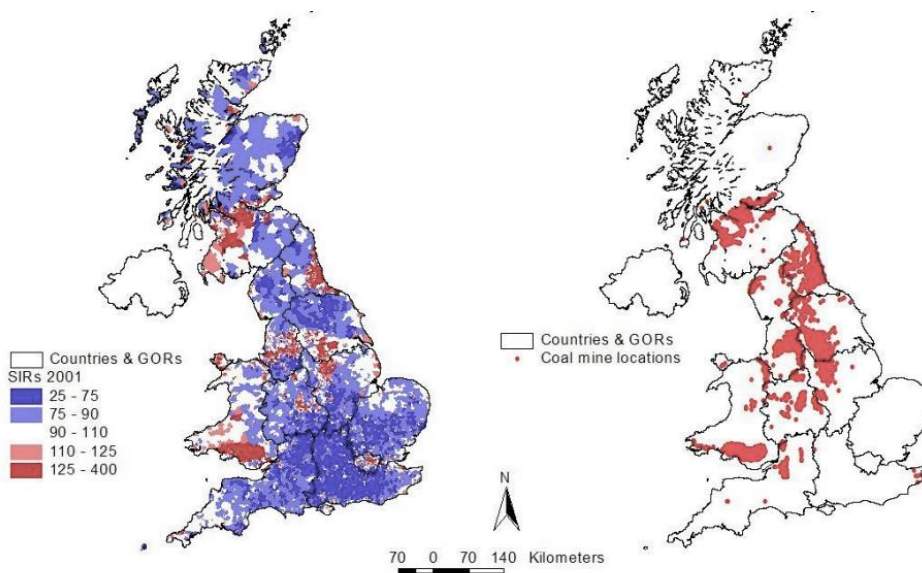 Countries & GORs
SIRs 2001
25 - 75
75 - 90
90 - 110
110 - 125
125 - 400
Countries & GORs
Coal mine locations
N
70 0 70 140 Kilometers